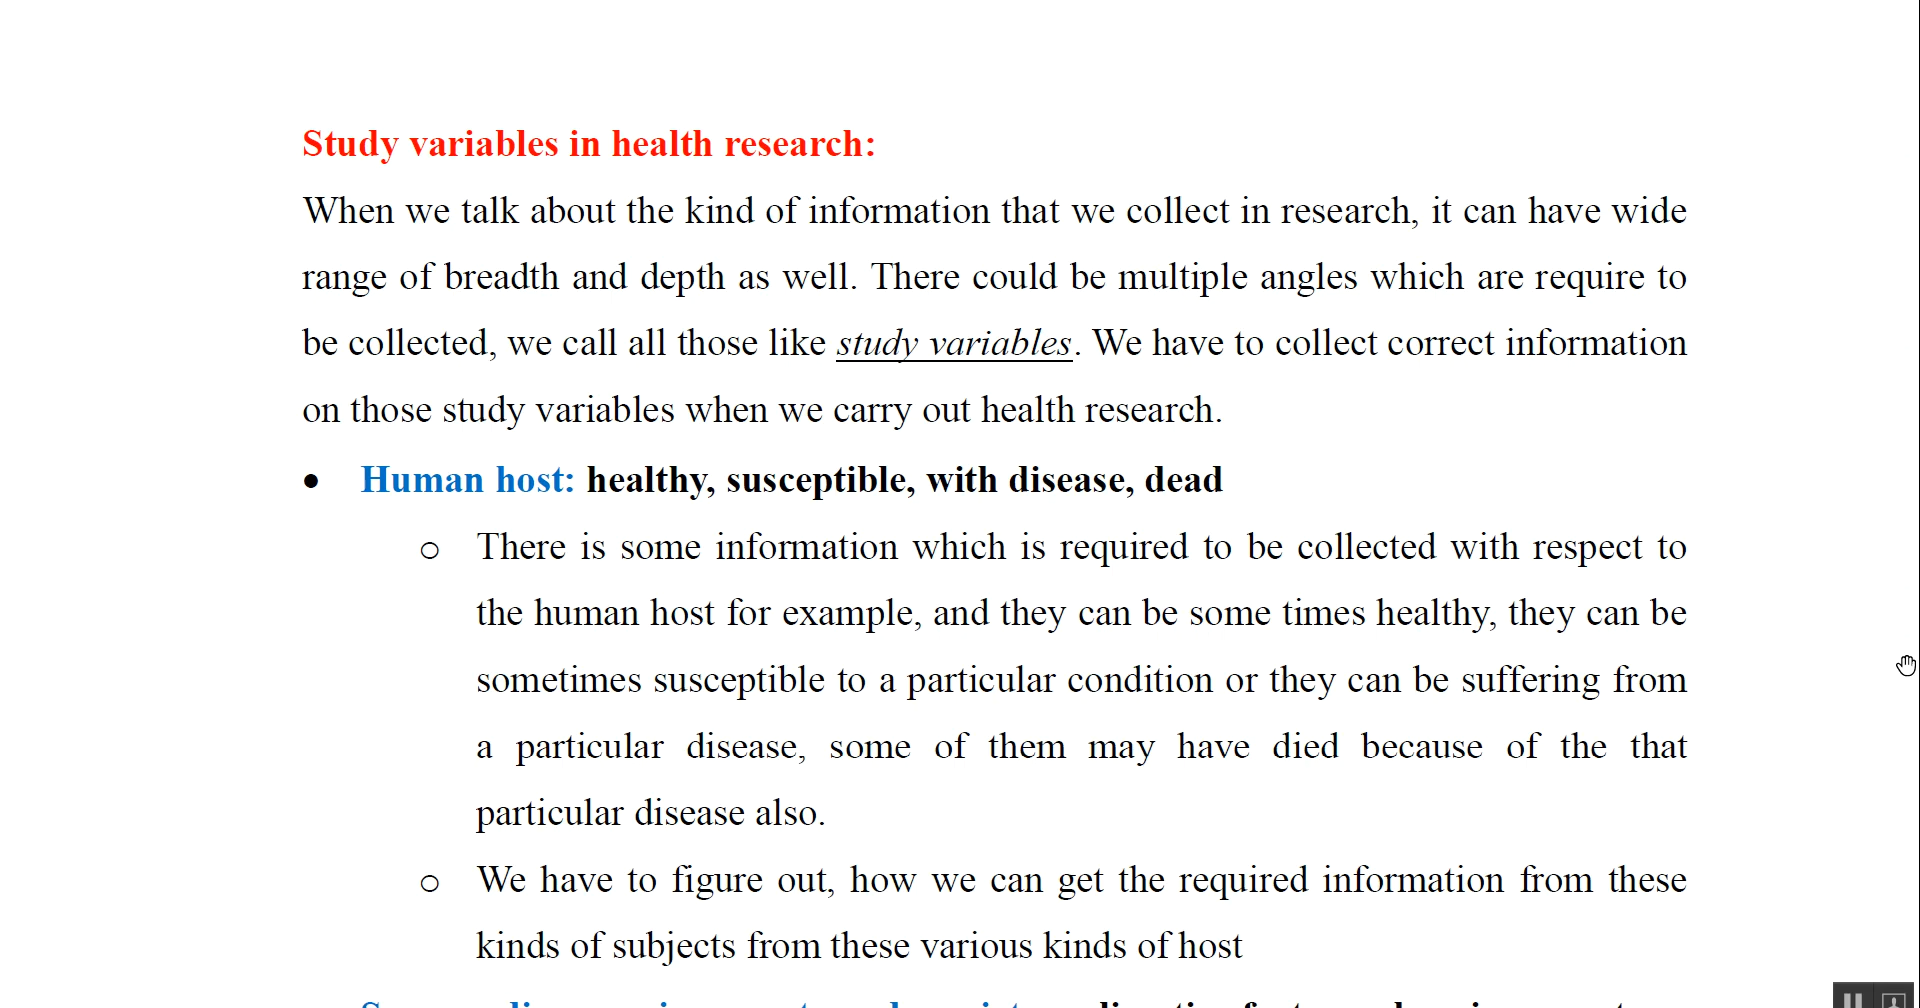 Study variables in health research:
When we talk about the kind of information that we collect in research, it can have wide
range of breadth and depth as well. There could be multiple angles which are require to
be collected, we call all those like study variables. We have to collect correct information
on those study variables when we carry out health research.
• Human host: healthy, susceptible, with disease, dead
o There is some information which is required to be collected with respect to
the human host for example, and they can be some times healthy, they can be
sometimes susceptible to a particular condition or they can be suffering from
a particular disease, some of them may have died because of the that
particular disease also.
o We have to figure out, how we can get the required information from these
kinds of subjects from these various kinds of host